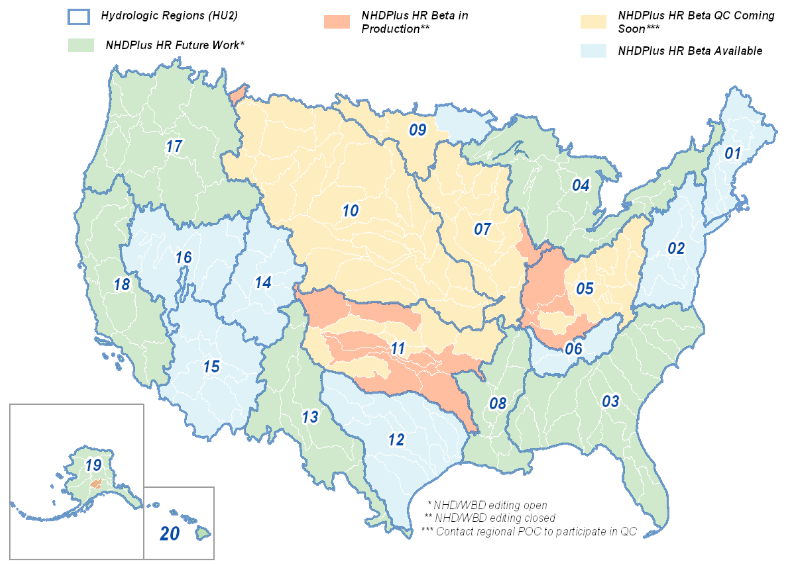 Hydrologic Regions (HU2)
NHDPlus HR Future Work*
NHDPlus HR Beta in
Production**
NHDPlus HR Beta QC Coming
Soon***
NHDPlus HR Beta Available
17
09
01
04
10
07
02
16
14
18
05
15
11
06
13
08
03
12
19
20
* NHD/WBD editing open
** NHD/WBD editing closed
*** Contact regional POC to participate in QC